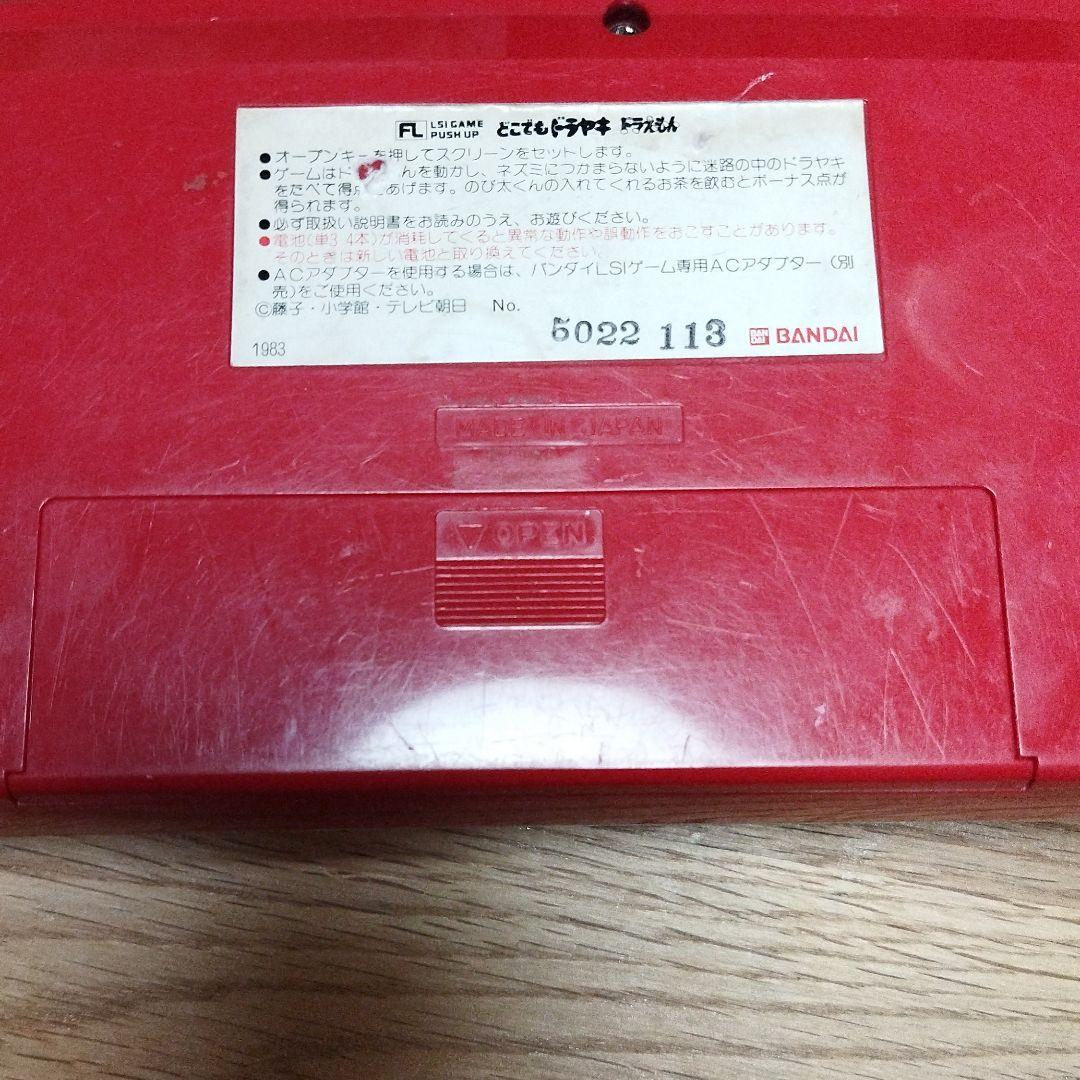 FL LSI GAME PUSH UP どこでもドラヤキ ドラえもん
●オープンキーを押してスクリーンをセットします。
●ゲームはド んを動かし、ネズミにつかまらないように迷路の中のドラヤキ
をたべて得 あげます。のび太くんの入れてくれるお茶を飲むとボーナス点が
得られます。
●必ず取扱い説明書をお読みのうえ、お遊びください。
●電池(単3 4本)が消耗してくると異常な動作や誤動作をおこすことがあります。
そのときは新しい電池と取り換えてください。
●ACアダプターを使用する場合は、バンダイLSIゲーム専用ACアダプター(別
売)をご使用ください。
©藤子・小学館・テレビ朝日 No.
5022 113
1983 BAN DAI BANDAI
MADE IN JAPAN
▽ OPEN